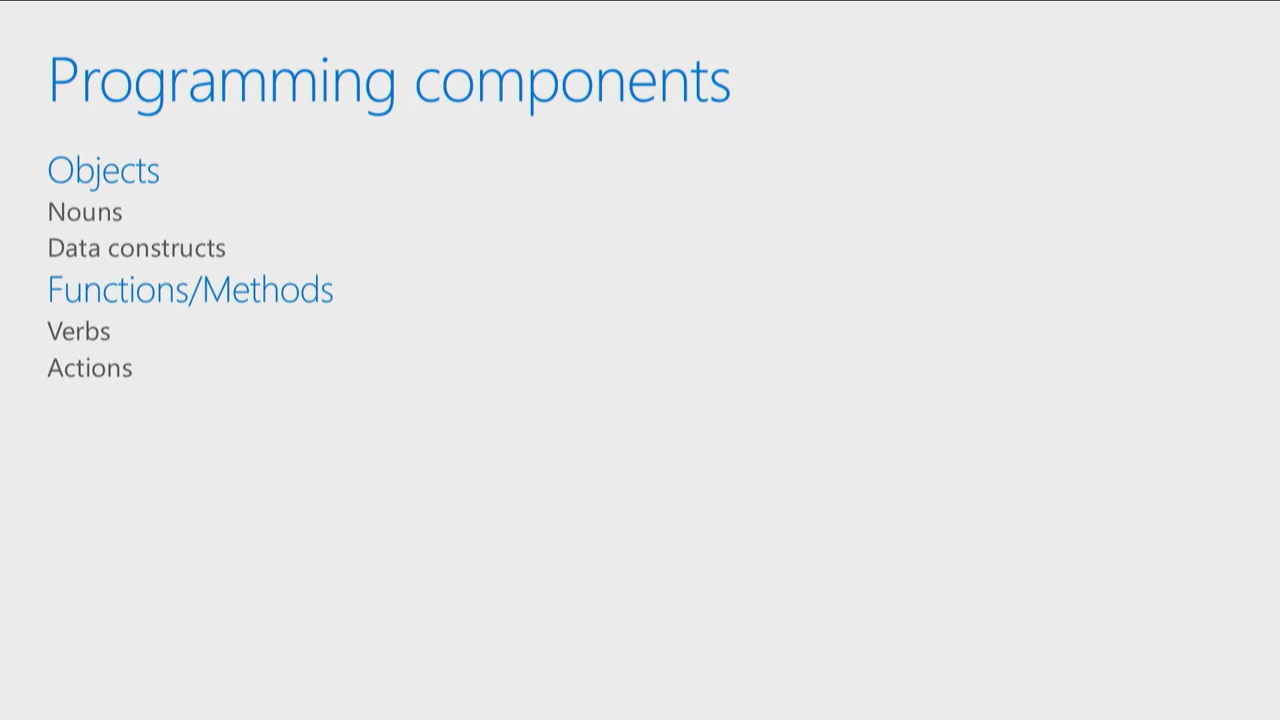 Programming components
Objects
Nouns
Data constructs
Functions/Methods
Verbs
Actions